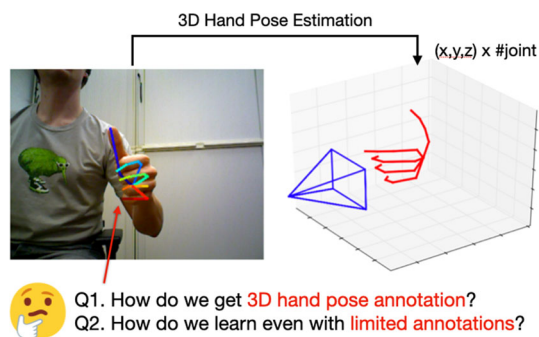 3D Hand Pose Estimation
(x,y,z) x #joint
Q1. How do we get 3D hand pose annotation?
Q2. How do we learn even with limited annotations?